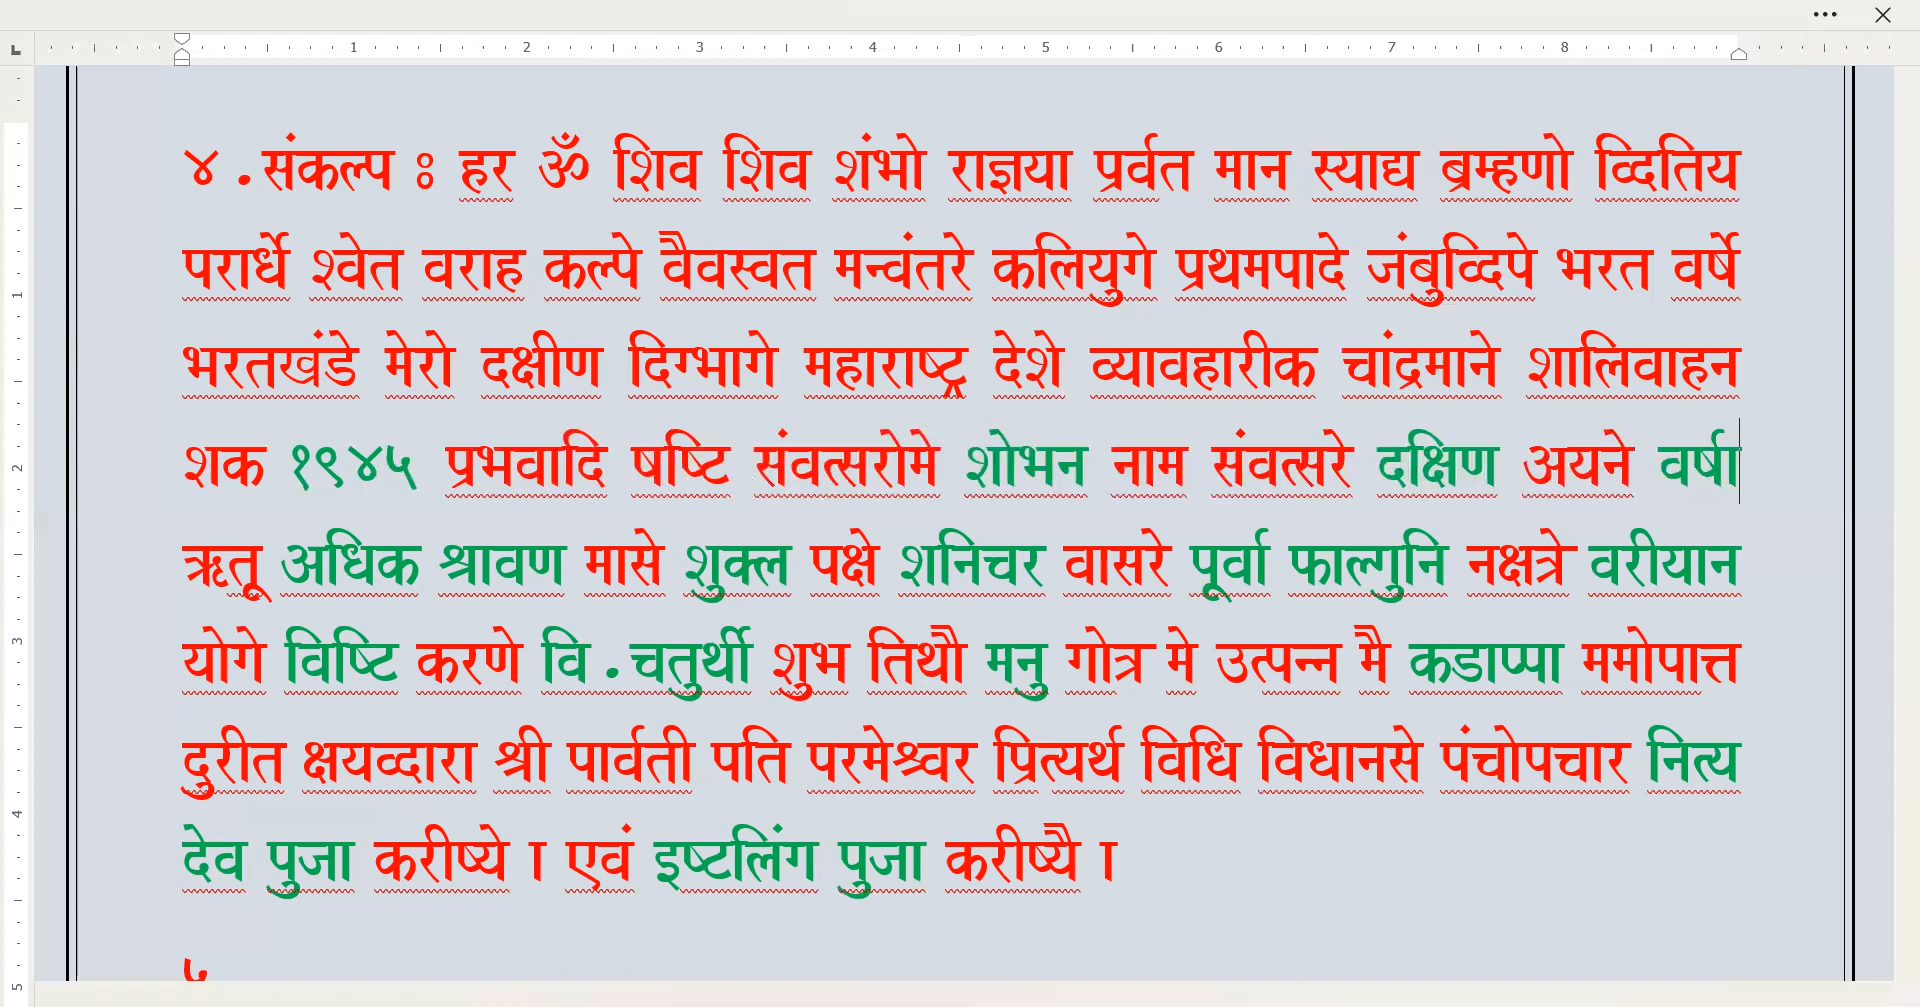 ४ .संकल्प : हर ॐ शिव शिव शंभो राज्ञया प्रर्वत मान स्याद्य ब्रम्हणो व्दितिय
परार्धे श्वेत वराह कल्पे वैवस्वत मन्वंतरे कलियुगे प्रथमपादे जंबुव्दिपे भरत वर्षे
भरतखंडे मेरो दक्षीण दिग्भागे महाराष्ट्र देशे व्यावहारीक चांद्रमाने शालिवाहन
शक १९४५ प्रभवादि षष्टि संवत्सरोमे शोभन नाम संवत्सरे दक्षिण अयने वर्षा
ऋतू अधिक श्रावण मासे शुक्ल पक्षे शनिचर वासरे पूर्वा फाल्गुनि नक्षत्रे वरीयान
योगे विष्टि करणे वि . चतुर्थी शुभ तिथौ मनु गोत्र मे उत्पन्न मै कडाप्पा ममोपात्त
दुरीत क्षयव्दारा श्री पार्वती पति परमेश्वर प्रित्यर्थ विधि विधानसे पंचोपचार नित्य
देव पुजा करीष्ये । एवं इष्टलिंग पुजा करीष्यै ।
५